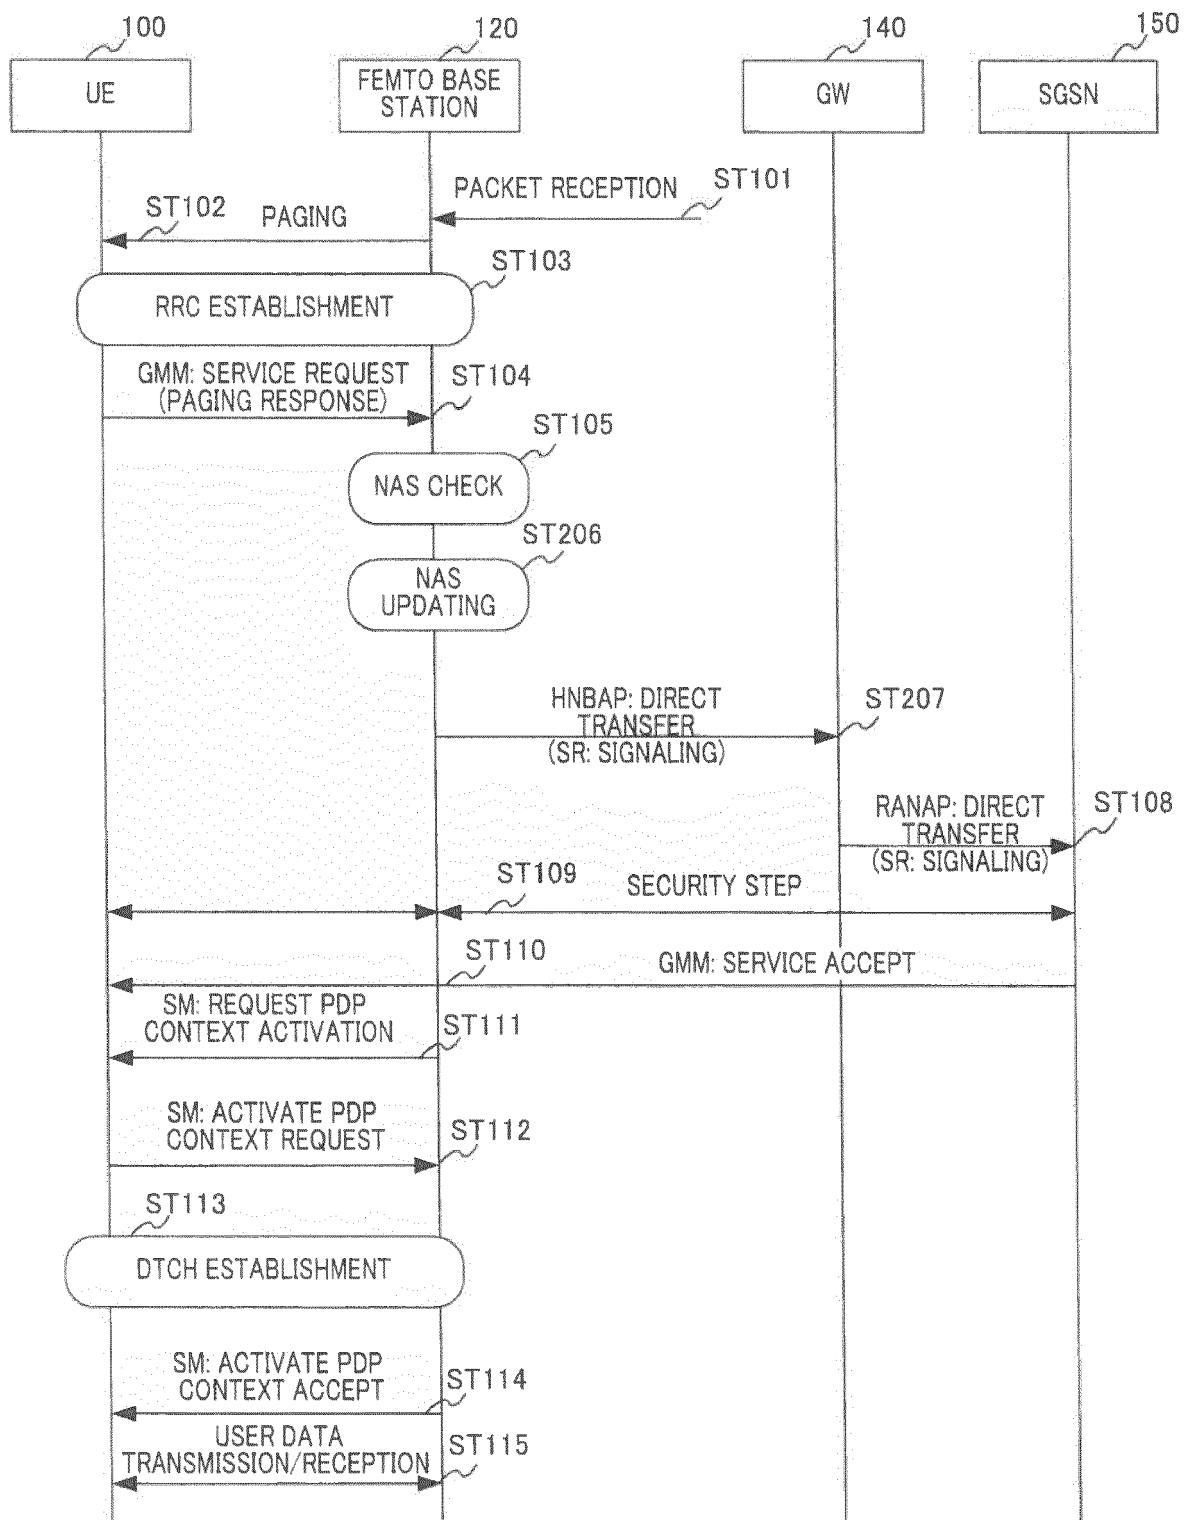 100
120
140
150
UE
FEMTO BASE
STATION
GW
SGSN
PACKET RECEPTION
ST101
ST102
PAGING
ST103
RRC ESTABLISHMENT
GMM: SERVICE REQUEST
(PAGING RESPONSE)
ST104
ST105
NAS CHECK
ST206
NAS
UPDATING
HNBAP: DIRECT
TRANSFER
(SR: SIGNALING)
ST207
RANAP: DIRECT
TRANSFER
(SR: SIGNALING)
ST108
ST109
SECURITY STEP
ST110
GMM: SERVICE ACCEPT
SM: REQUEST PDP
CONTEXT ACTIVATION
ST111
SM: ACTIVATE PDP
CONTEXT REQUEST
ST112
ST113
DTCH ESTABLISHMENT
SM: ACTIVATE PDP
CONTEXT ACCEPT
ST114
USER DATA
TRANSMISSION/RECEPTION
ST115